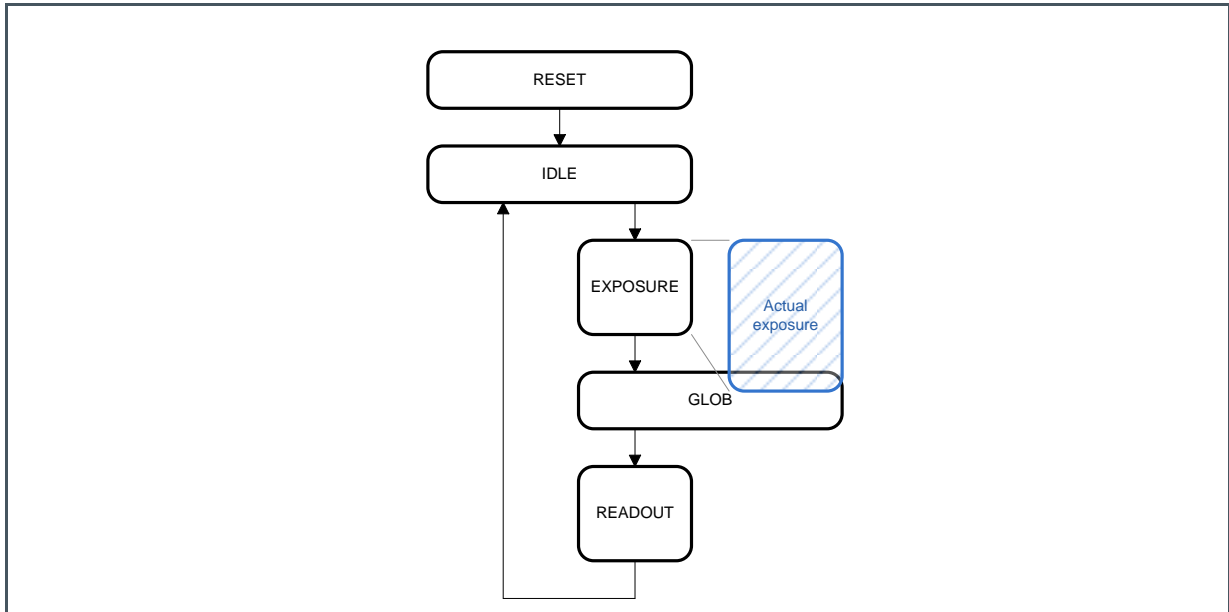 RESET
IDLE
EXPOSURE
Actual
exposure
GLOB
READOUT